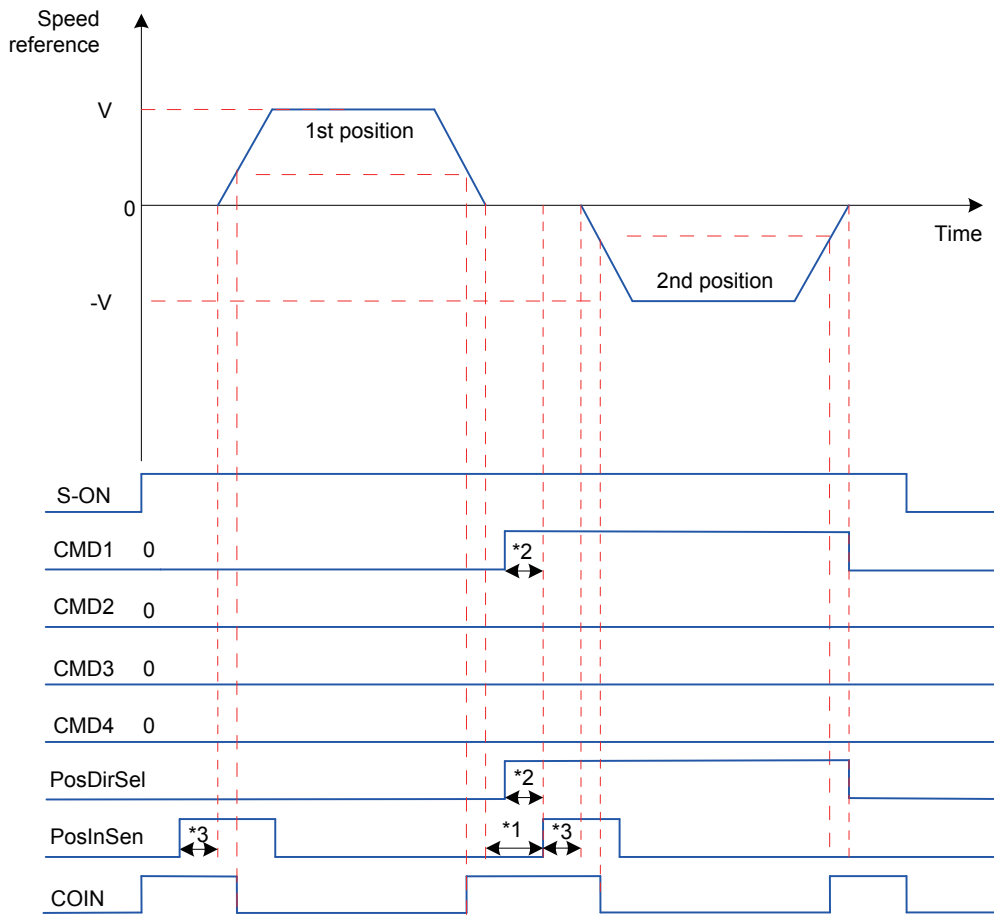 Speed
reference
V
1st position
0
Time
2nd position
-V
S-ON
CMD1 0
*2
CMD2 0
CMD3 0
CMD4 0
PosDirSel
*2
PosInSen
*3
*1
*3
COIN